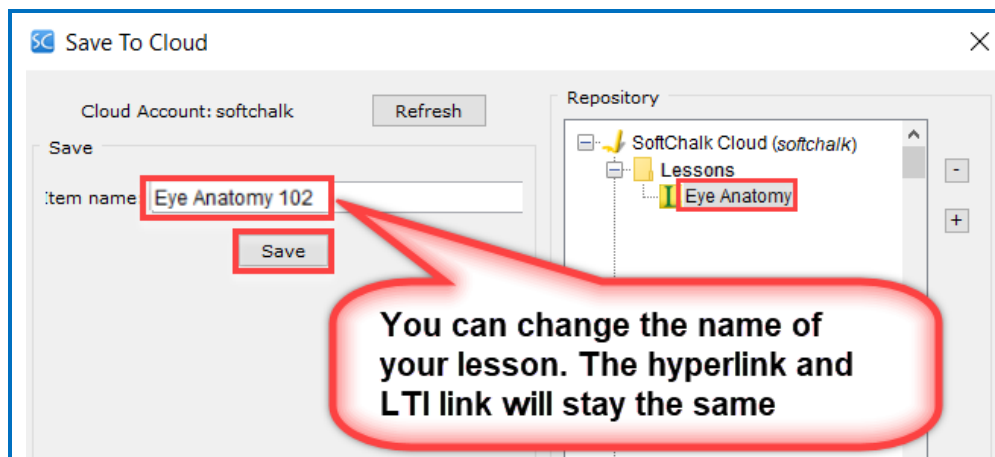 SC Save To Cloud
Cloud Account: softchalk
Refresh
Save
Item name
Eye Anatomy 102
Save
Repository
SoftChalk Cloud (softchalk)
Lessons
Eye Anatomy
-
+
You can change the name of
your lesson. The hyperlink and
LTI link will stay the same